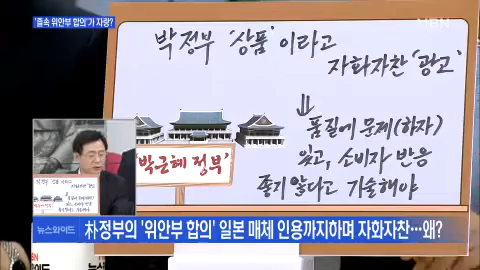 '졸속 위안부 합의'가 자랑?
MBN
박정부 '상품'이라고
자화자찬 '광고'
⇓
품질에 문제(하자)
있고, 소비자 반응
좋지 않다고 기술해야
'박근혜 정부'
뉴스와이드
朴정부의 '위안부 합의' 일본 매체 인용까지하며 자화자찬…왜?